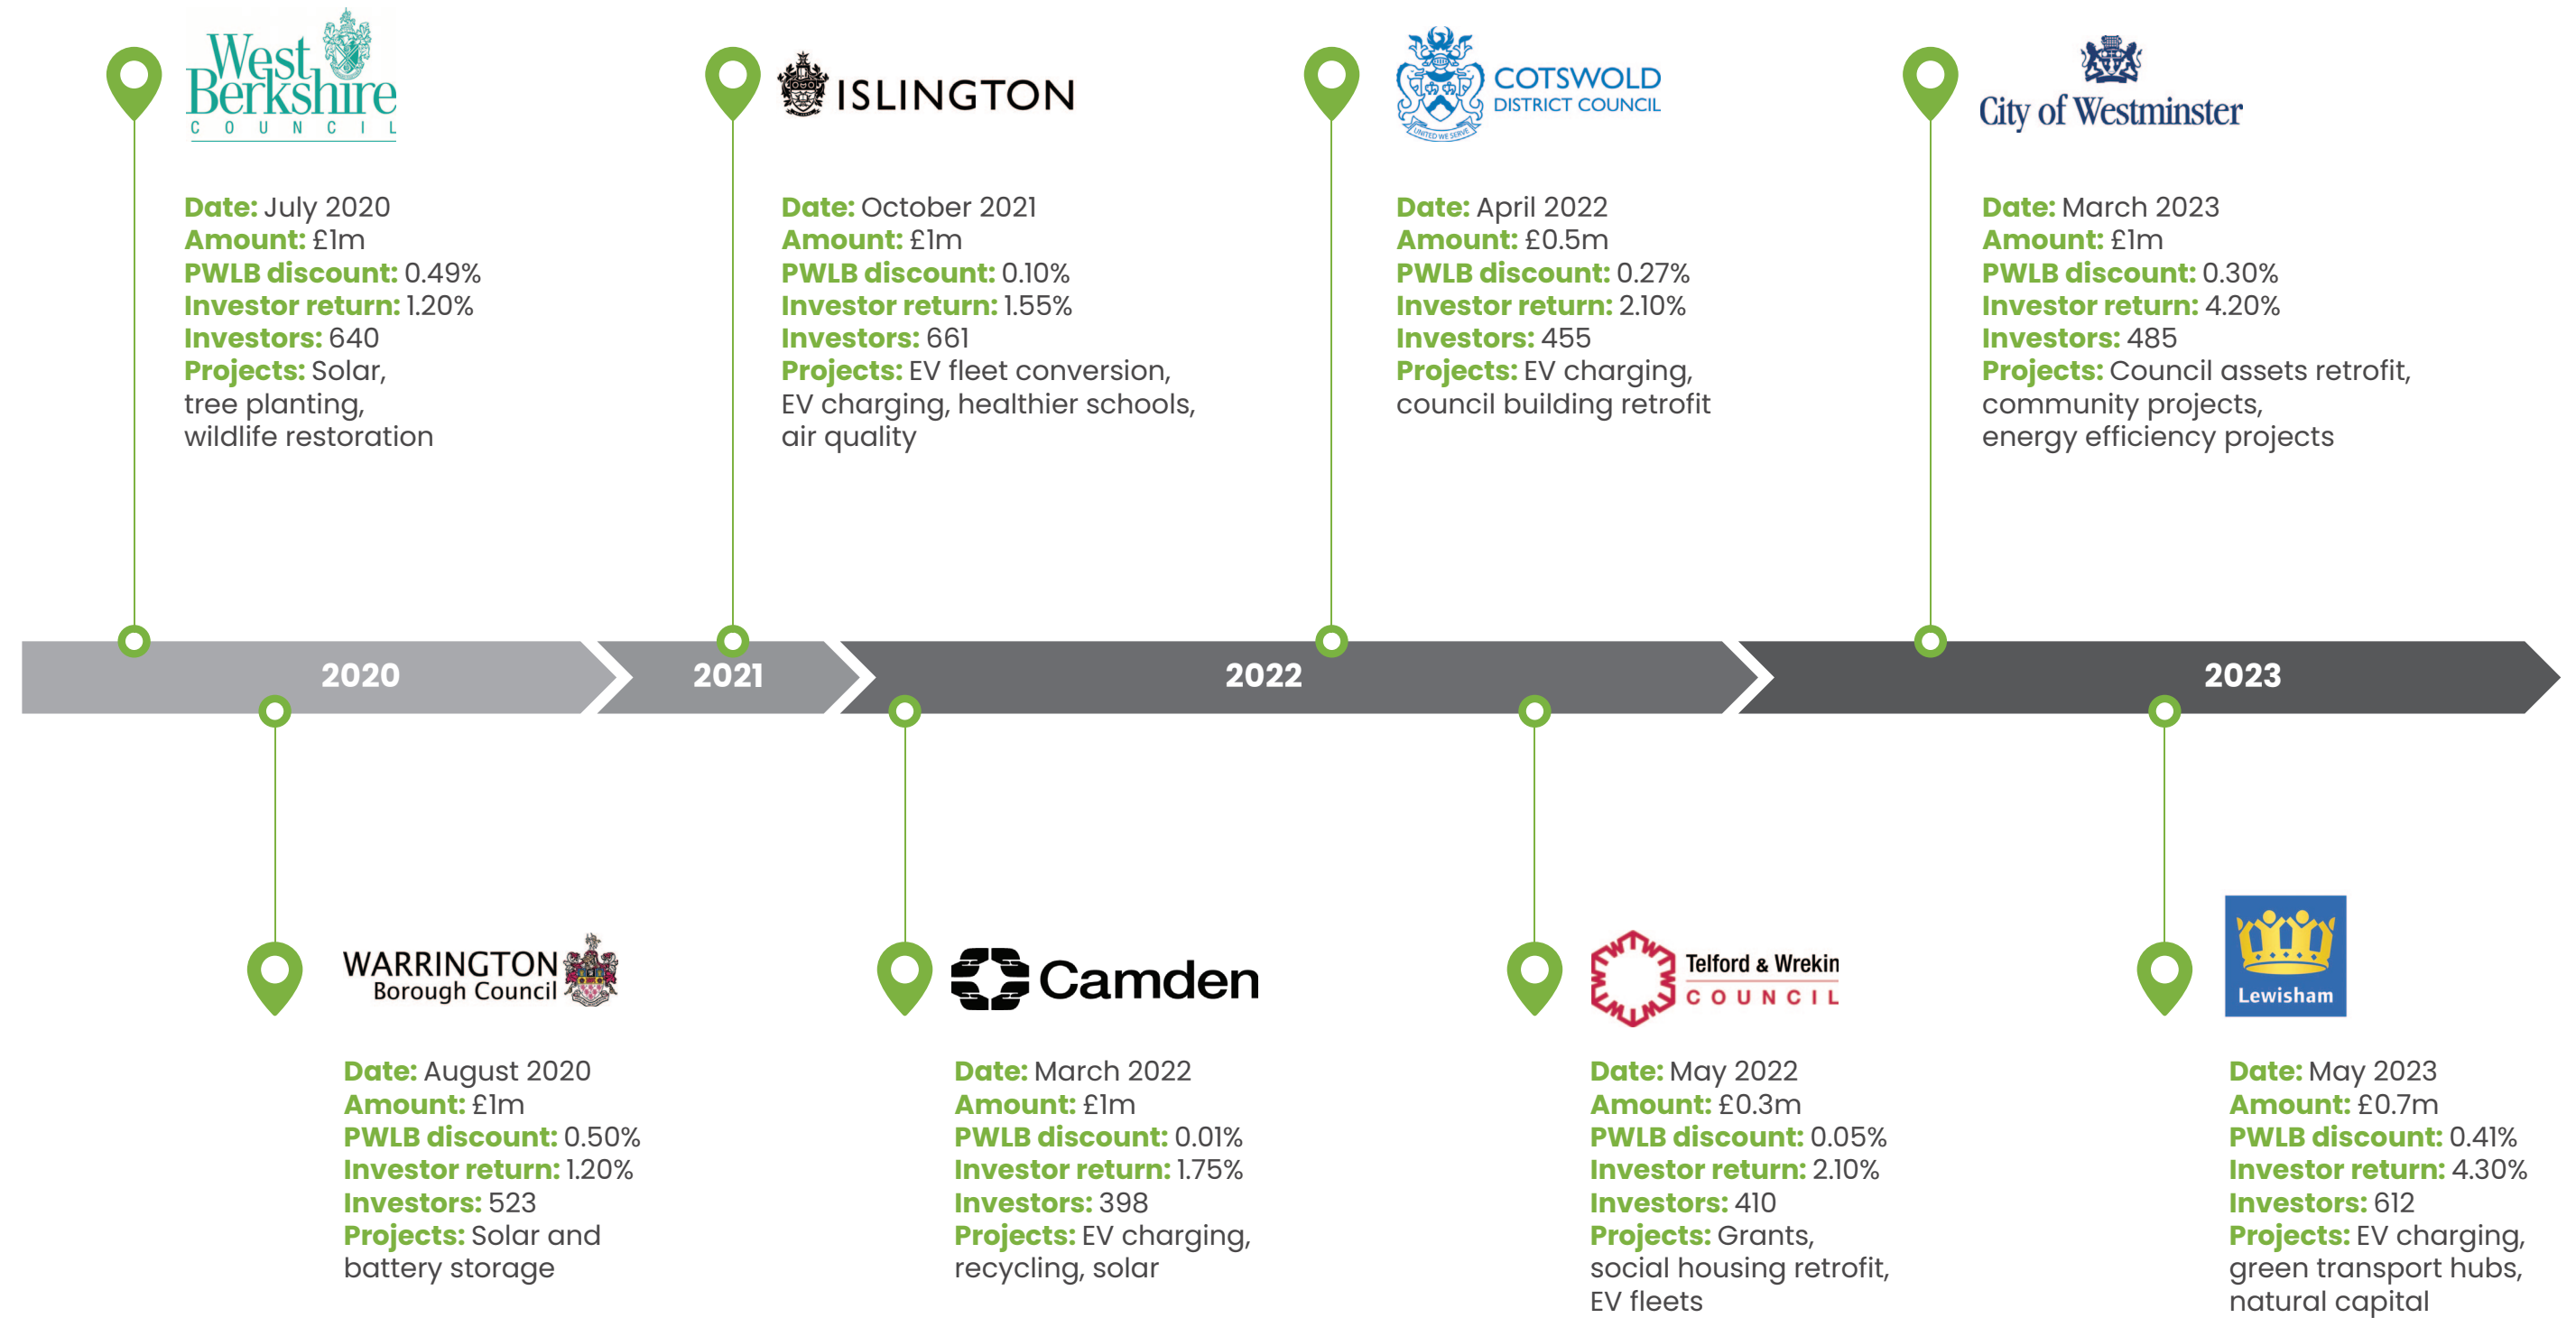 West
Berkshire
COUNCIL
Date: July 2020
Amount: £1m
PWLB discount: 0.49%
Investor return: 1.20%
Investors: 640
Projects: Solar,
tree planting,
wildlife restoration
ISLINGTON
Date: October 2021
Amount: £1m
PWLB discount: 0.10%
Investor return: 1.55%
Investors: 661
Projects: EV fleet conversion,
EV charging, healthier schools,
air quality
COTSWOLD
DISTRICT COUNCIL
UNITED WE SERVE
Date: April 2022
Amount: £0.5m
PWLB discount: 0.27%
Investor return: 2.10%
Investors: 455
Projects: EV charging,
council building retrofit
City of Westminster
Date: March 2023
Amount: £1m
PWLB discount: 0.30%
Investor return: 4.20%
Investors: 485
Projects: Council assets retrofit,
community projects,
energy efficiency projects
2020
2021
2022
2023
WARRINGTON
Borough Council
Date: August 2020
Amount: £1m
PWLB discount: 0.50%
Investor return: 1.20%
Investors: 523
Projects: Solar and
battery storage
Camden
Date: March 2022
Amount: £1m
PWLB discount: 0.01%
Investor return: 1.75%
Investors: 398
Projects: EV charging,
recycling, solar
Telford & Wrekin
COUNCIL
Date: May 2022
Amount: £0.3m
PWLB discount: 0.05%
Investor return: 2.10%
Investors: 410
Projects: Grants,
social housing retrofit,
EV fleets
Lewisham
Date: May 2023
Amount: £0.7m
PWLB discount: 0.41%
Investor return: 4.30%
Investors: 612
Projects: EV charging,
green transport hubs,
natural capital